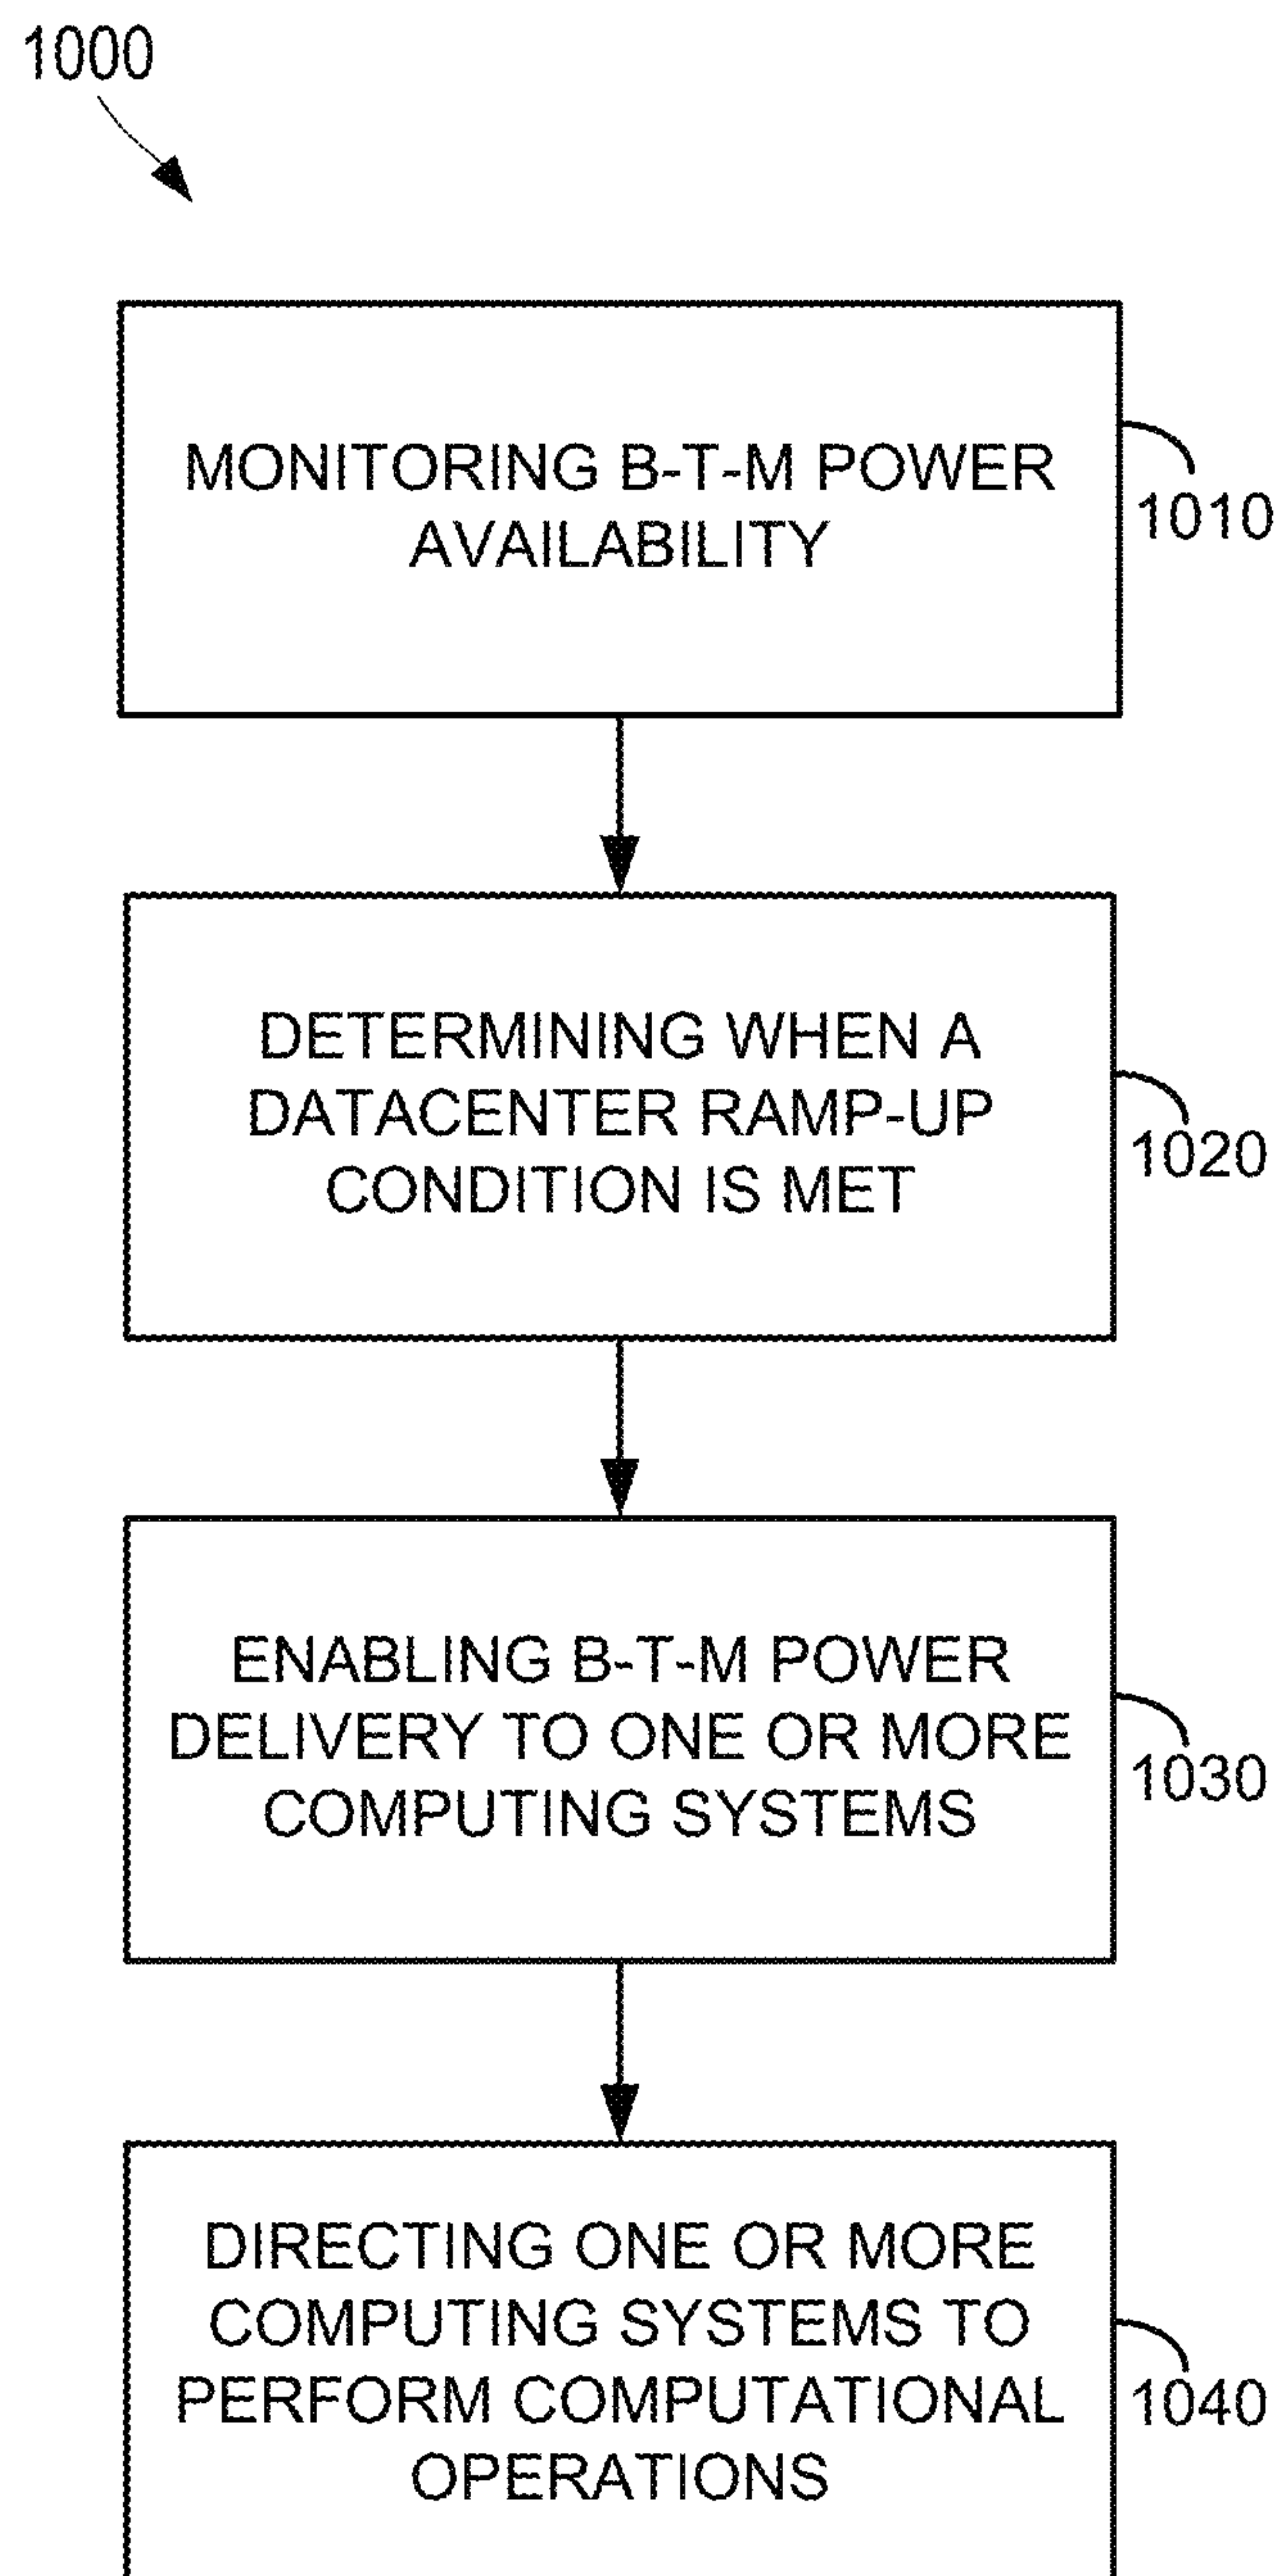 1000
MONITORING B-T-M POWER
AVAILABILITY
1010
DETERMINING WHEN A
DATACENTER RAMP-UP
CONDITION IS MET
1020
ENABLING B-T-M POWER
DELIVERY TO ONE OR MORE
COMPUTING SYSTEMS
1030
DIRECTING ONE OR MORE
COMPUTING SYSTEMS TO
PERFORM COMPUTATIONAL
OPERATIONS
1040